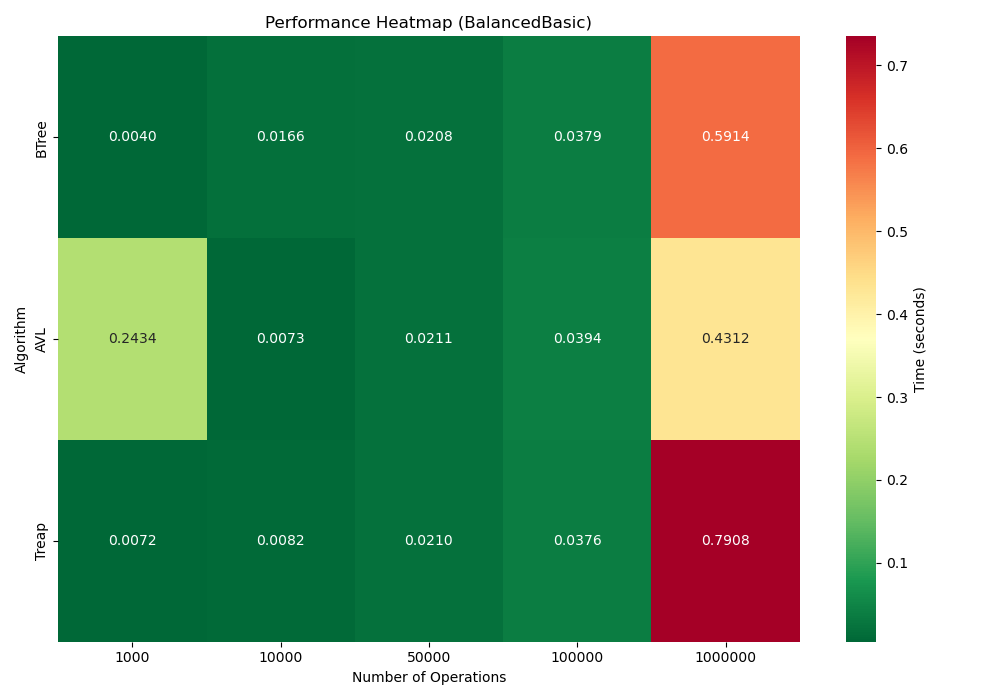 Performance Heatmap (BalancedBasic)
BTree 0.0040 0.0166 0.0208 0.0379 0.5914
AVL 0.2434 0.0073 0.0211 0.0394 0.4312
Treap 0.0072 0.0082 0.0210 0.0376 0.7908
Algorithm
1000 10000 50000 100000 1000000
Number of Operations
0.7
0.6
0.5
0.4
0.3
0.2
0.1
Time (seconds)